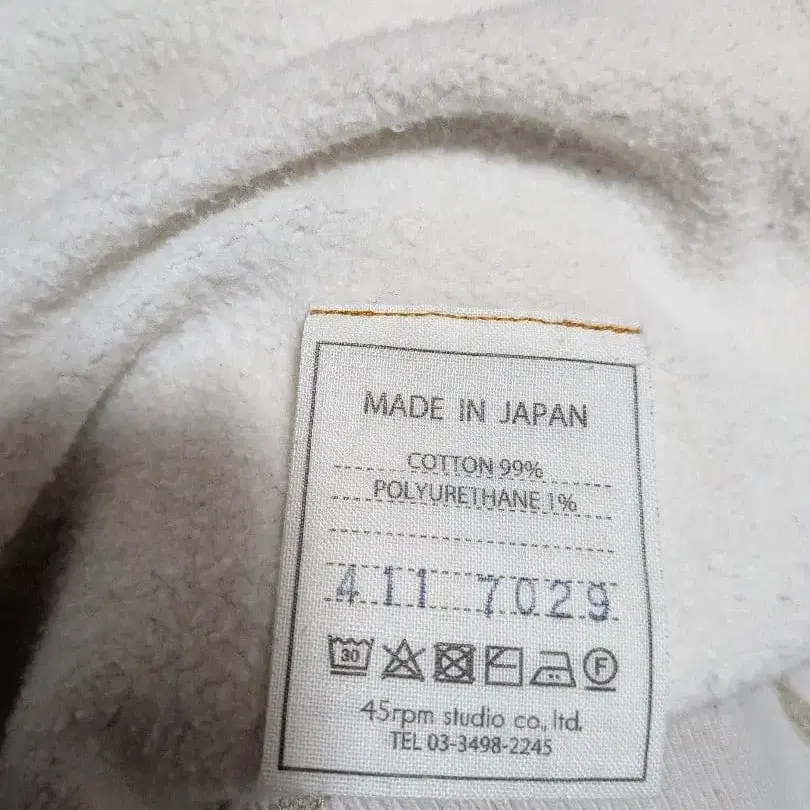 MADE IN JAPAN
COTTON 99%
POLYURETHANE 1%
411 7029
30 F
45rpm studio co., ltd.
TEL 03-3498-2245